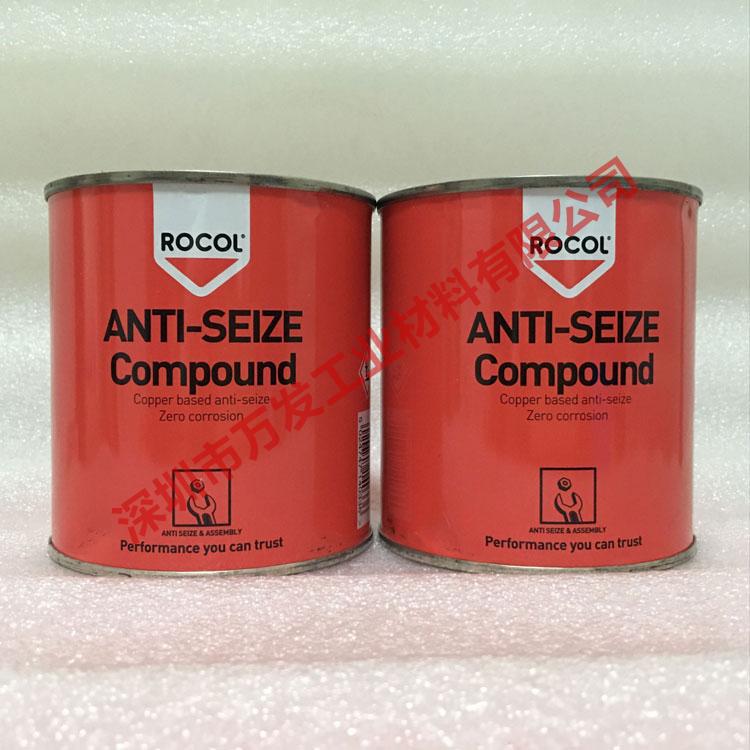 ROCOL®
ANTI-SEIZE
Compound
Copper based anti-seize
Zero corrosion
ANTI SEIZE & ASSEMBLY
Performance you can trust
ROCOL®
ANTI-SEIZE
Compound
Copper based anti-seize
Zero corrosion
ANTI SEIZE & ASSEMBLY
Performance you can trust
深圳市万发工业材料有限公司